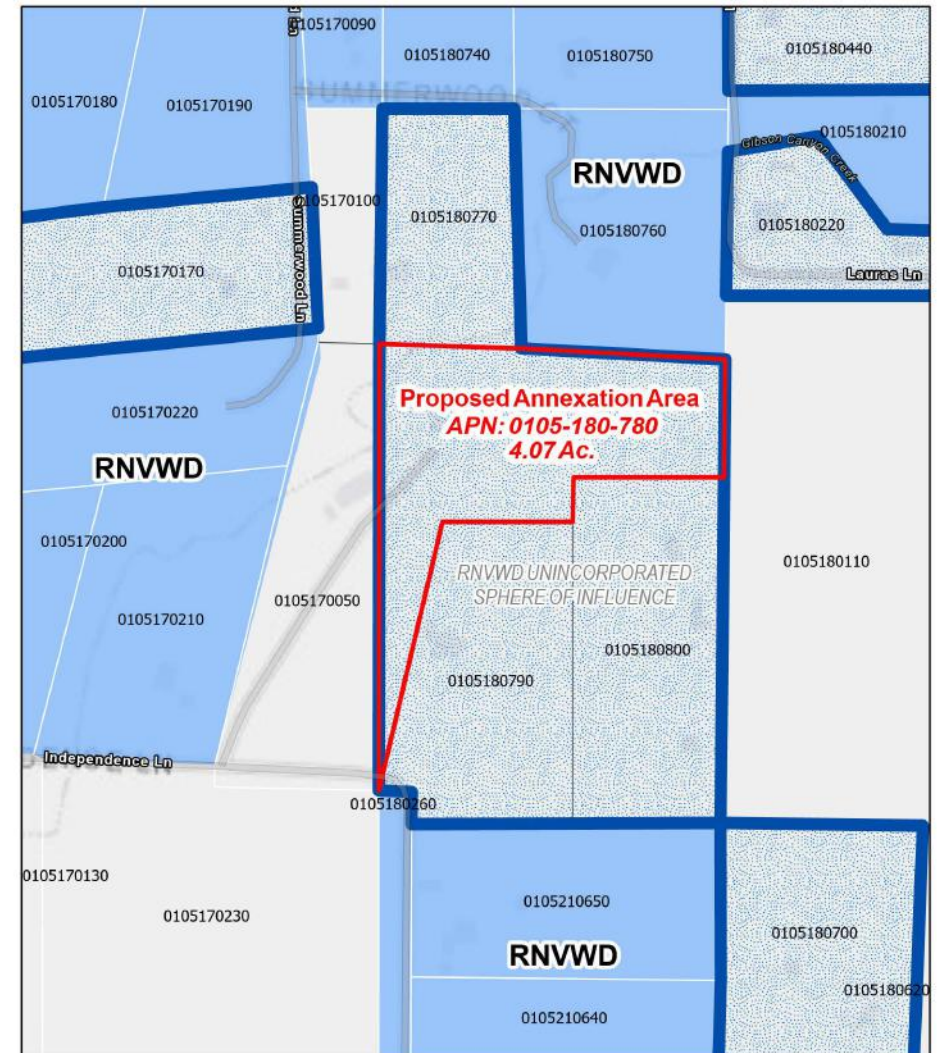 0105170090
0105180740
0105180750
0105180440
0105170180
0105170190
SUMMERWOOD
0105180210
Gibson Canyon Creek
RNVWD
0105170100
0105180770
0105180760
0105180220
Summerwood Ln
0105170170
Lauras Ln
Proposed Annexation Area
APN: 0105-180-780
4.07 Ac.
0105170220
RNVWD
0105170200
0105180110
RNVWD UNINCORPORATED
SPHERE OF INFLUENCE
0105170050
0105170210
0105180800
0105180790
Independence Ln
0105180260
0105170130
0105210650
0105170230
0105180700
RNVWD
0105180620
0105210640